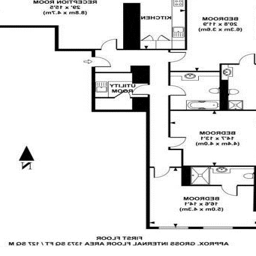 RECEPTION ROOM
29' x 15'5
(8.8m x 4.7m)
KITCHEN
BEDROOM
20'8 x 11'9
(6.3m x 3.6m)
UTILITY
ROOM
BEDROOM
14'7 x 13'1
(4.4m x 4.0m)
BEDROOM
16'6 x 14'1
(5.0m x 4.3m)
N
FIRST FLOOR
APPROX. GROSS INTERNAL FLOOR AREA 1373 SQ FT / 127 SQ M